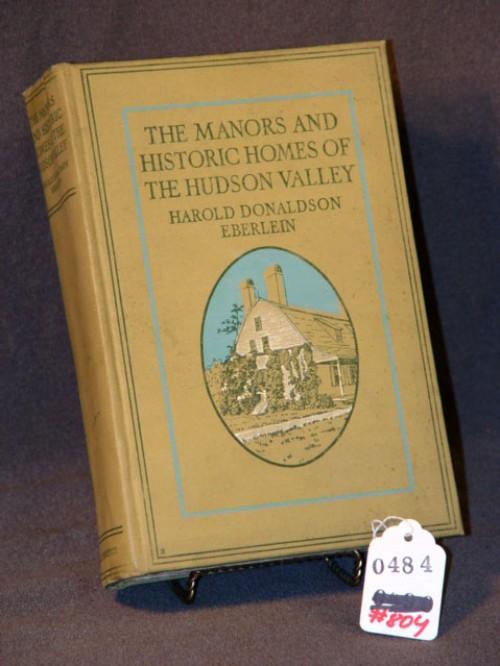 THE MANORS AND
HISTORIC HOMES OF
THE HUDSON VALLEY
HAROLD DONALDSON
EBERLEIN
0484
#804